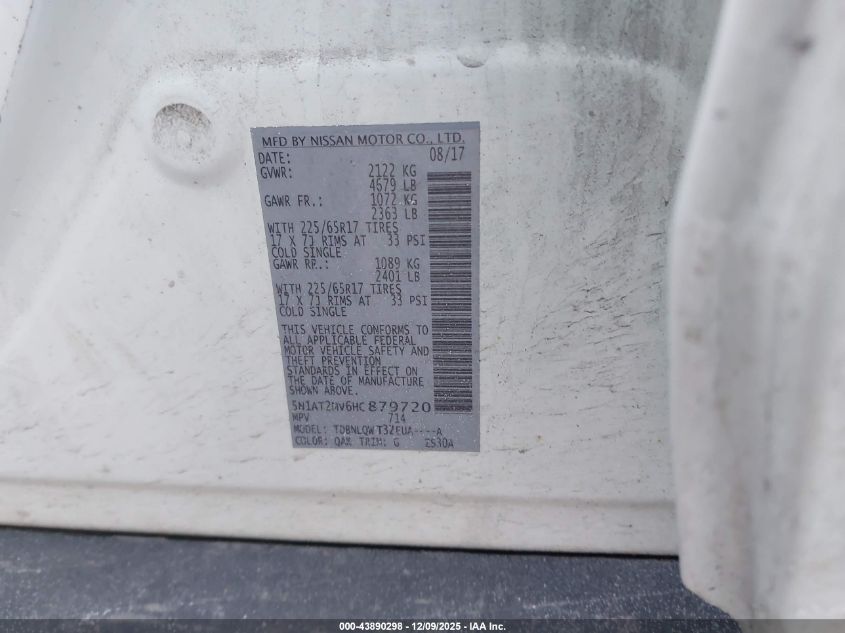 MFD BY NISSAN MOTOR CO., LTD.
DATE: 08/17
GVWR: 2122 KG
4679 LB
GAWR FR.: 1072 KG
2363 LB
WITH 225/65R17 TIRES
17 X 7J RIMS AT 33 PSI
COLD SINGLE
GAWR RR.: 1089 KG
2401 LB
WITH 225/65R17 TIRES
17 X 7J RIMS AT 33 PSI
COLD SINGLE
THIS VEHICLE CONFORMS TO
ALL APPLICABLE FEDERAL
MOTOR VEHICLE SAFETY AND
THEFT PREVENTION
STANDARDS IN EFFECT ON
THE DATE OF MANUFACTURE
SHOWN ABOVE.
5N1AT2MV6HC879720
MPV 714
MODEL:
COLOR: QAK TRIM: G 2S30A
000-43890298 - 12/09/2025 - IAA Inc.